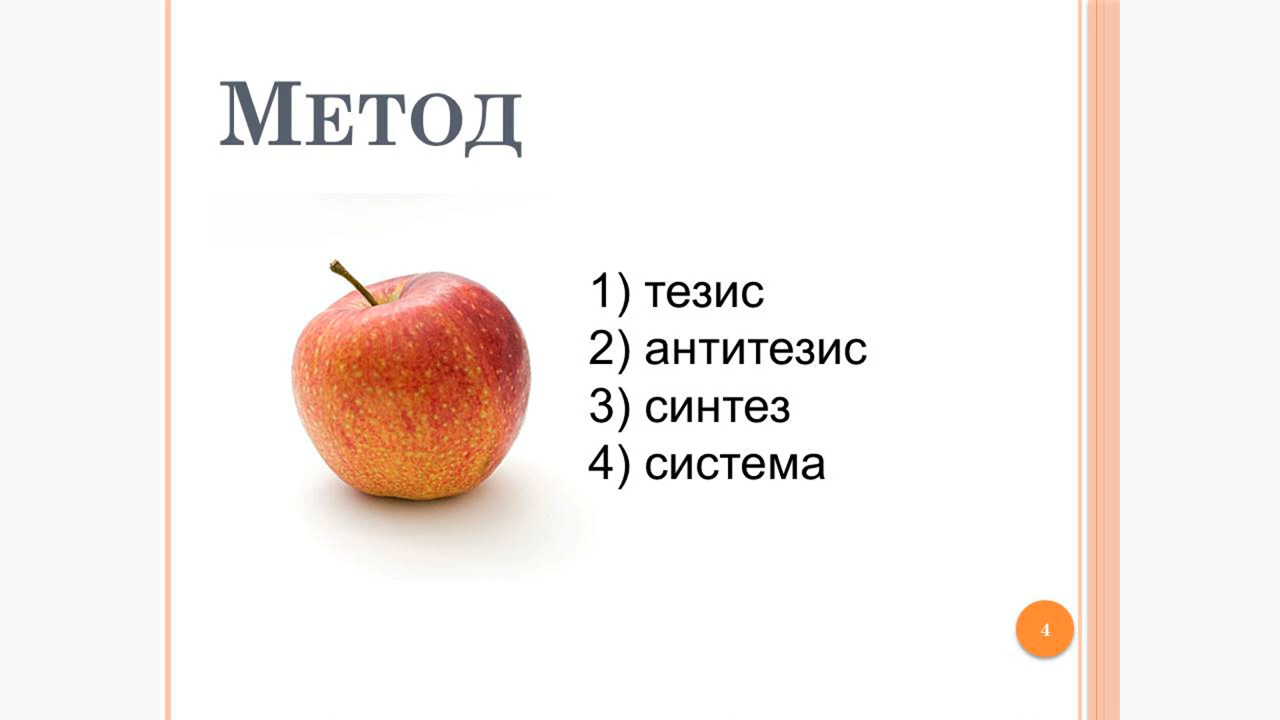 Метод
1) тезис
2) антитезис
3) синтез
4) система
4